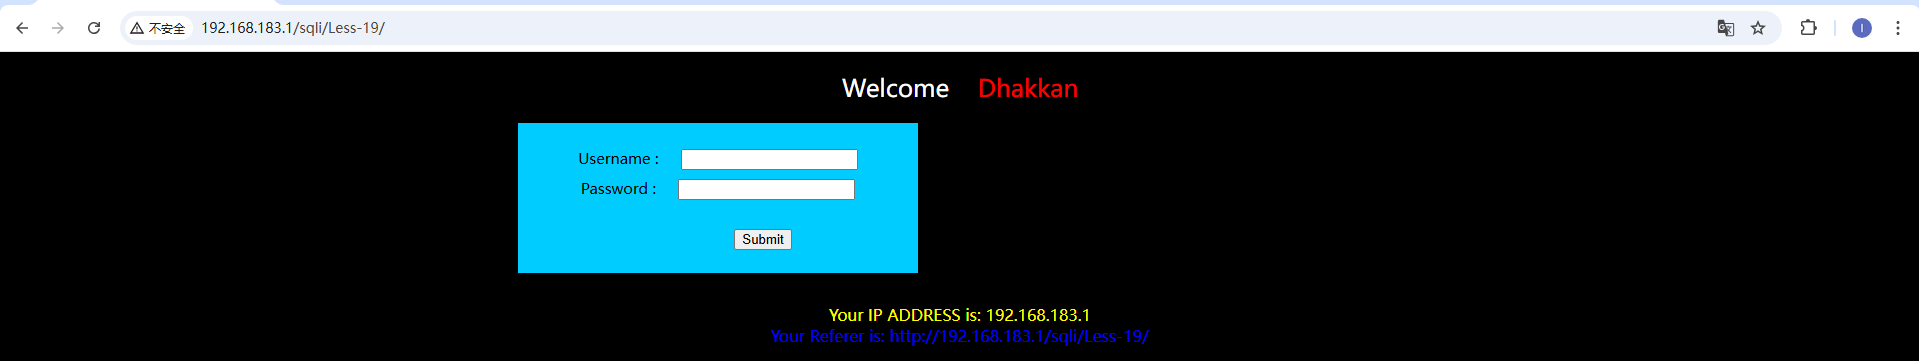 不安全 192.168.183.1/sqli/Less-19/
I
Welcome Dhakkan
Username :
Password :
Submit
Your IP ADDRESS is: 192.168.183.1
Your Referer is: http://192.168.183.1/sqli/Less-19/